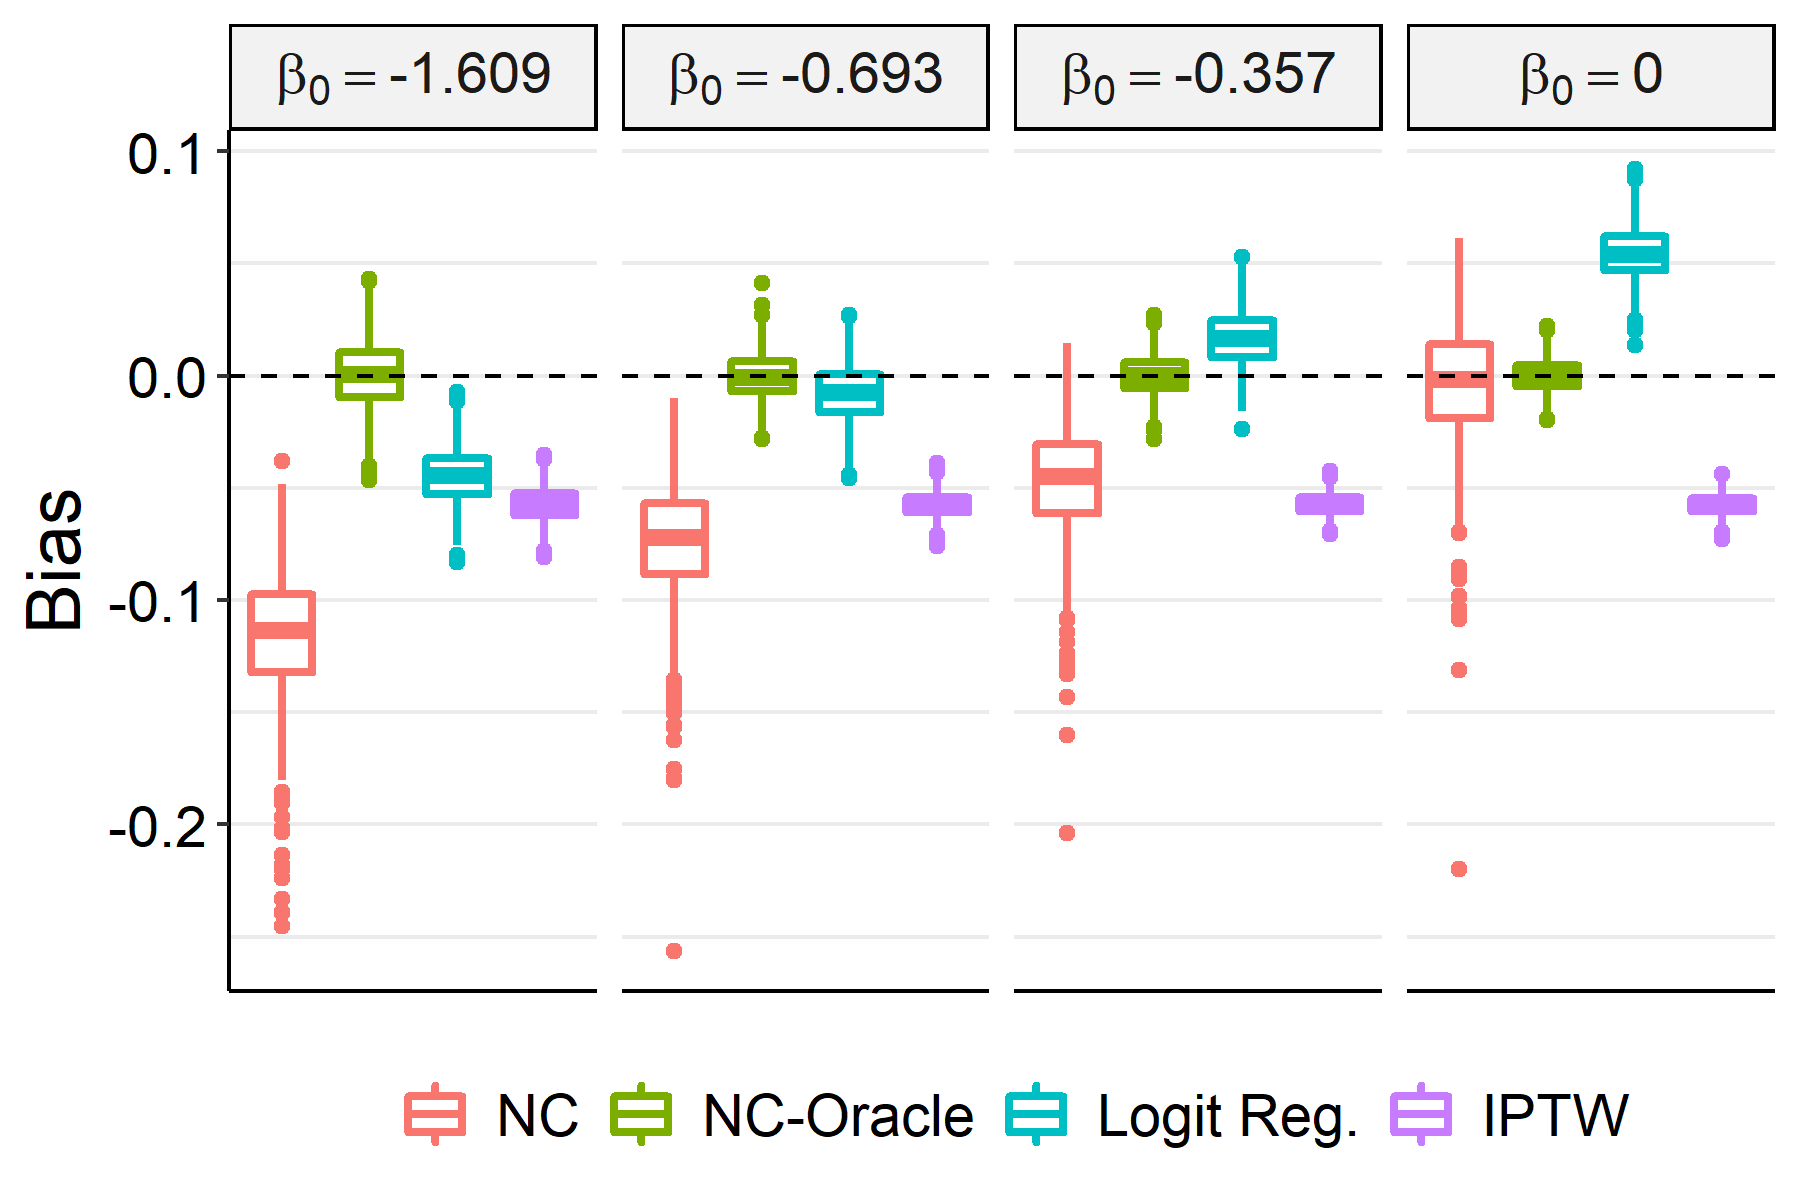 β₀ = -1.609
β₀ = -0.693
β₀ = -0.357
β₀ = 0
0.1
0.0
-0.1
-0.2
Bias
NC
NC-Oracle
Logit Reg.
IPTW